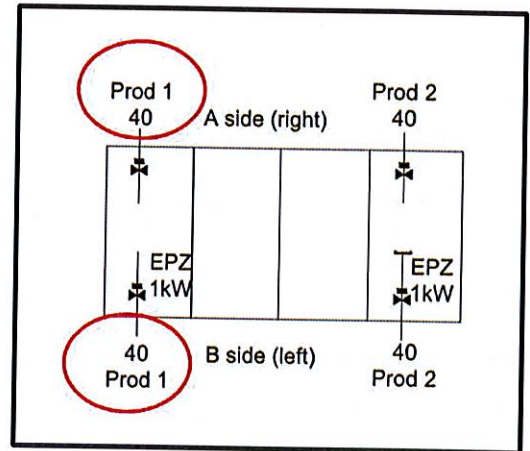 Prod 1
40
A side (right)
Prod 2
40
EPZ
1kW
EPZ
1kW
40
Prod 1
B side (left)
40
Prod 2